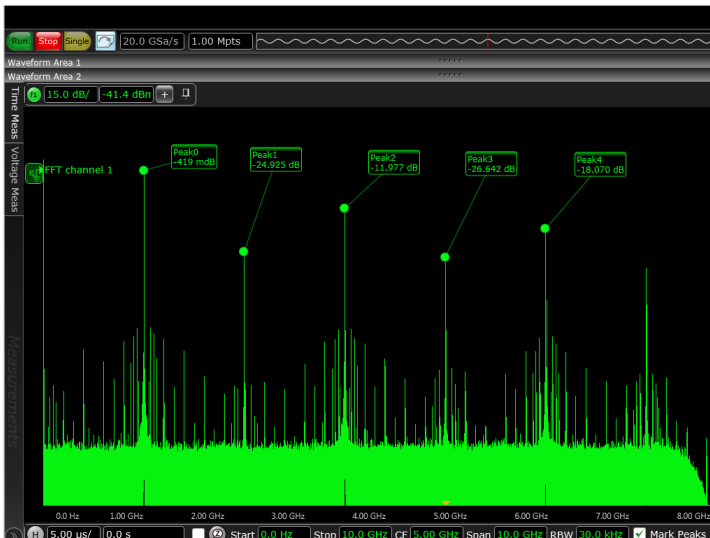 Run Stop Single 20.0 GSa/s 1.00 Mpts
Waveform Area 1
Waveform Area 2
Time Meas
Voltage Meas
Measurements
f1 15.0 dB/ -41.4 dBm +
FFT channel 1
Peak0
-419 mdB
Peak1
-24.925 dB
Peak2
-11.977 dB
Peak3
-26.642 dB
Peak4
-18.070 dB
0.0 Hz 1.00 GHz 2.00 GHz 3.00 GHz 4.00 GHz 5.00 GHz 6.00 GHz 7.00 GHz 8.00 GHz
H 5.00 us/ 0.0 s Start 0.0 Hz Stop 10.0 GHz CF 5.00 GHz Span 10.0 GHz RBW 30.0 kHz Mark Peaks